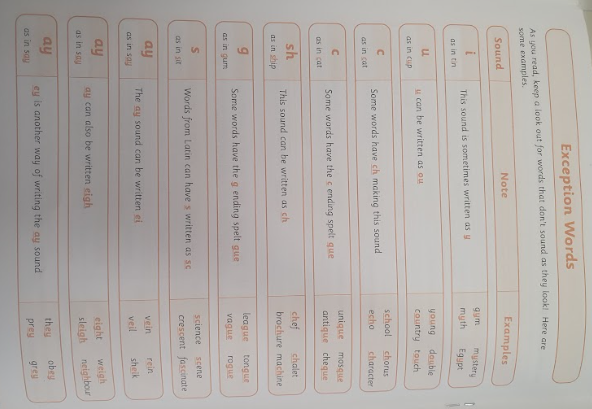 Exception Words
As you read, keep a look out for words that don't sound as they look! Here are
some examples.
Sound Note Examples
i
as in tin
This sound is sometimes written as y
gym mystery
myth Egypt
u
as in cup
u can be written as ou
young double
country touch
c
as in cat
Some words have ch making this sound
school chorus
echo character
c
as in cat
Some words have the c ending spelt que
unique mosque
antique cheque
sh
as in ship
This sound can be written as ch
chef chalet
brochure machine
g
as in gum
Some words have the g ending spelt gue
league tongue
vague rogue
s
as in sit
Words from Latin can have s written as sc
science scene
crescent fascinate
ay
as in say
The ay sound can be written ei
vein rein
veil sheik
ay
as in say
ay can also be written eigh
eight weigh
sleigh neighbour
ay
as in say
ey is another way of writing the ay sound
they obey
prey grey